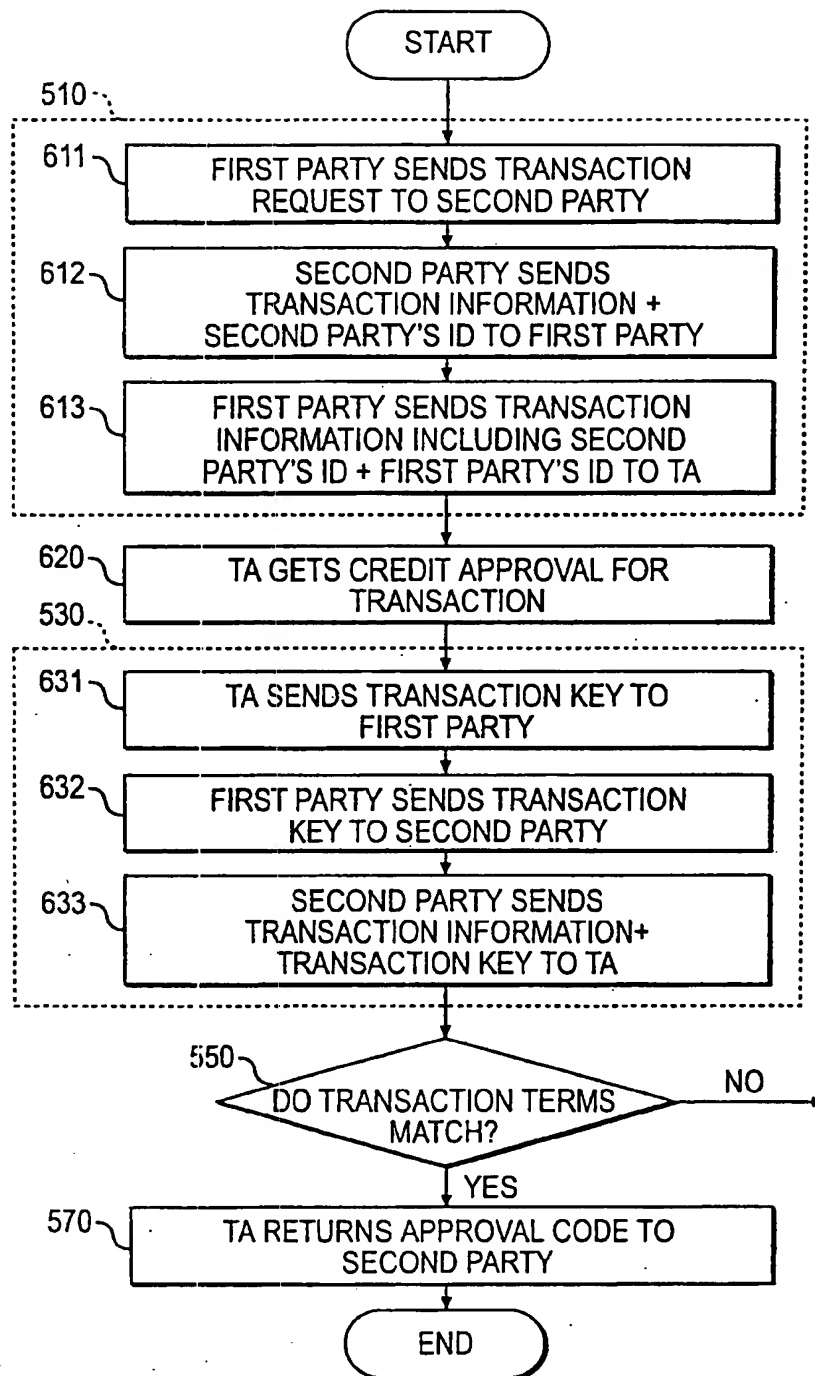 START
510
611
FIRST PARTY SENDS TRANSACTION
REQUEST TO SECOND PARTY
612
SECOND PARTY SENDS
TRANSACTION INFORMATION +
SECOND PARTY'S ID TO FIRST PARTY
613
FIRST PARTY SENDS TRANSACTION
INFORMATION INCLUDING SECOND
PARTY'S ID + FIRST PARTY'S ID TO TA
620
TA GETS CREDIT APPROVAL FOR
TRANSACTION
530
631
TA SENDS TRANSACTION KEY TO
FIRST PARTY
632
FIRST PARTY SENDS TRANSACTION
KEY TO SECOND PARTY
633
SECOND PARTY SENDS
TRANSACTION INFORMATION+
TRANSACTION KEY TO TA
550
DO TRANSACTION TERMS
MATCH?
NO
YES
570
TA RETURNS APPROVAL CODE TO
SECOND PARTY
END